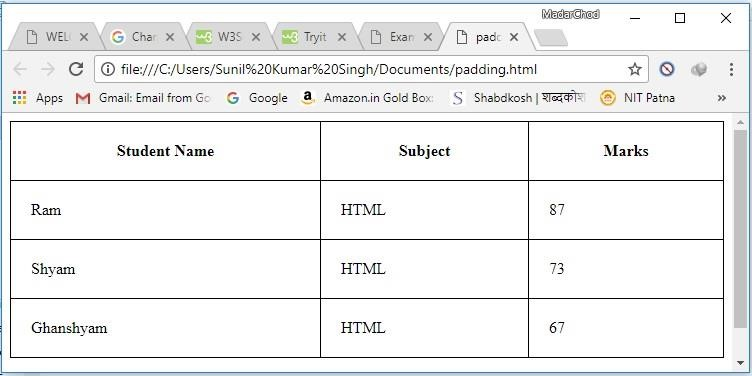 MadarChod
WEL
Char
W3S
Tryit
Exan
padd
file:///C:/Users/Sunil%20Kumar%20Singh/Documents/padding.html
Apps Gmail: Email from Go Google Amazon.in Gold Box: Shabdkosh | शब्दकोश NIT Patna »
Student Name Subject Marks
Ram HTML 87
Shyam HTML 73
Ghanshyam HTML 67